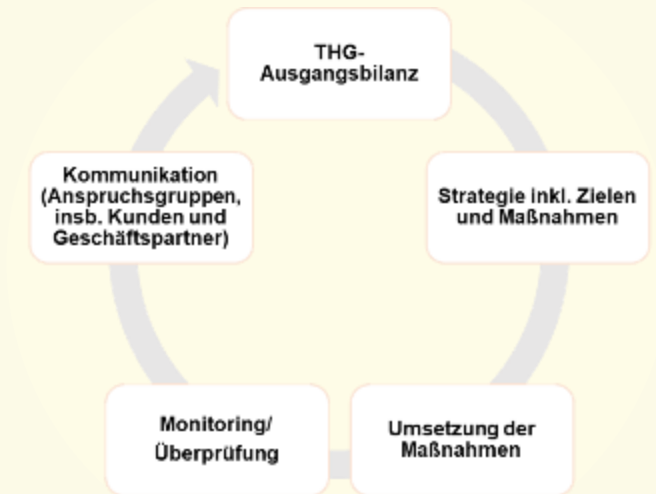 THG-
Ausgangsbilanz
Strategie inkl. Zielen
und Maßnahmen
Umsetzung der
Maßnahmen
Monitoring/
Überprüfung
Kommunikation
(Anspruchsgruppen,
insb. Kunden und
Geschäftspartner)